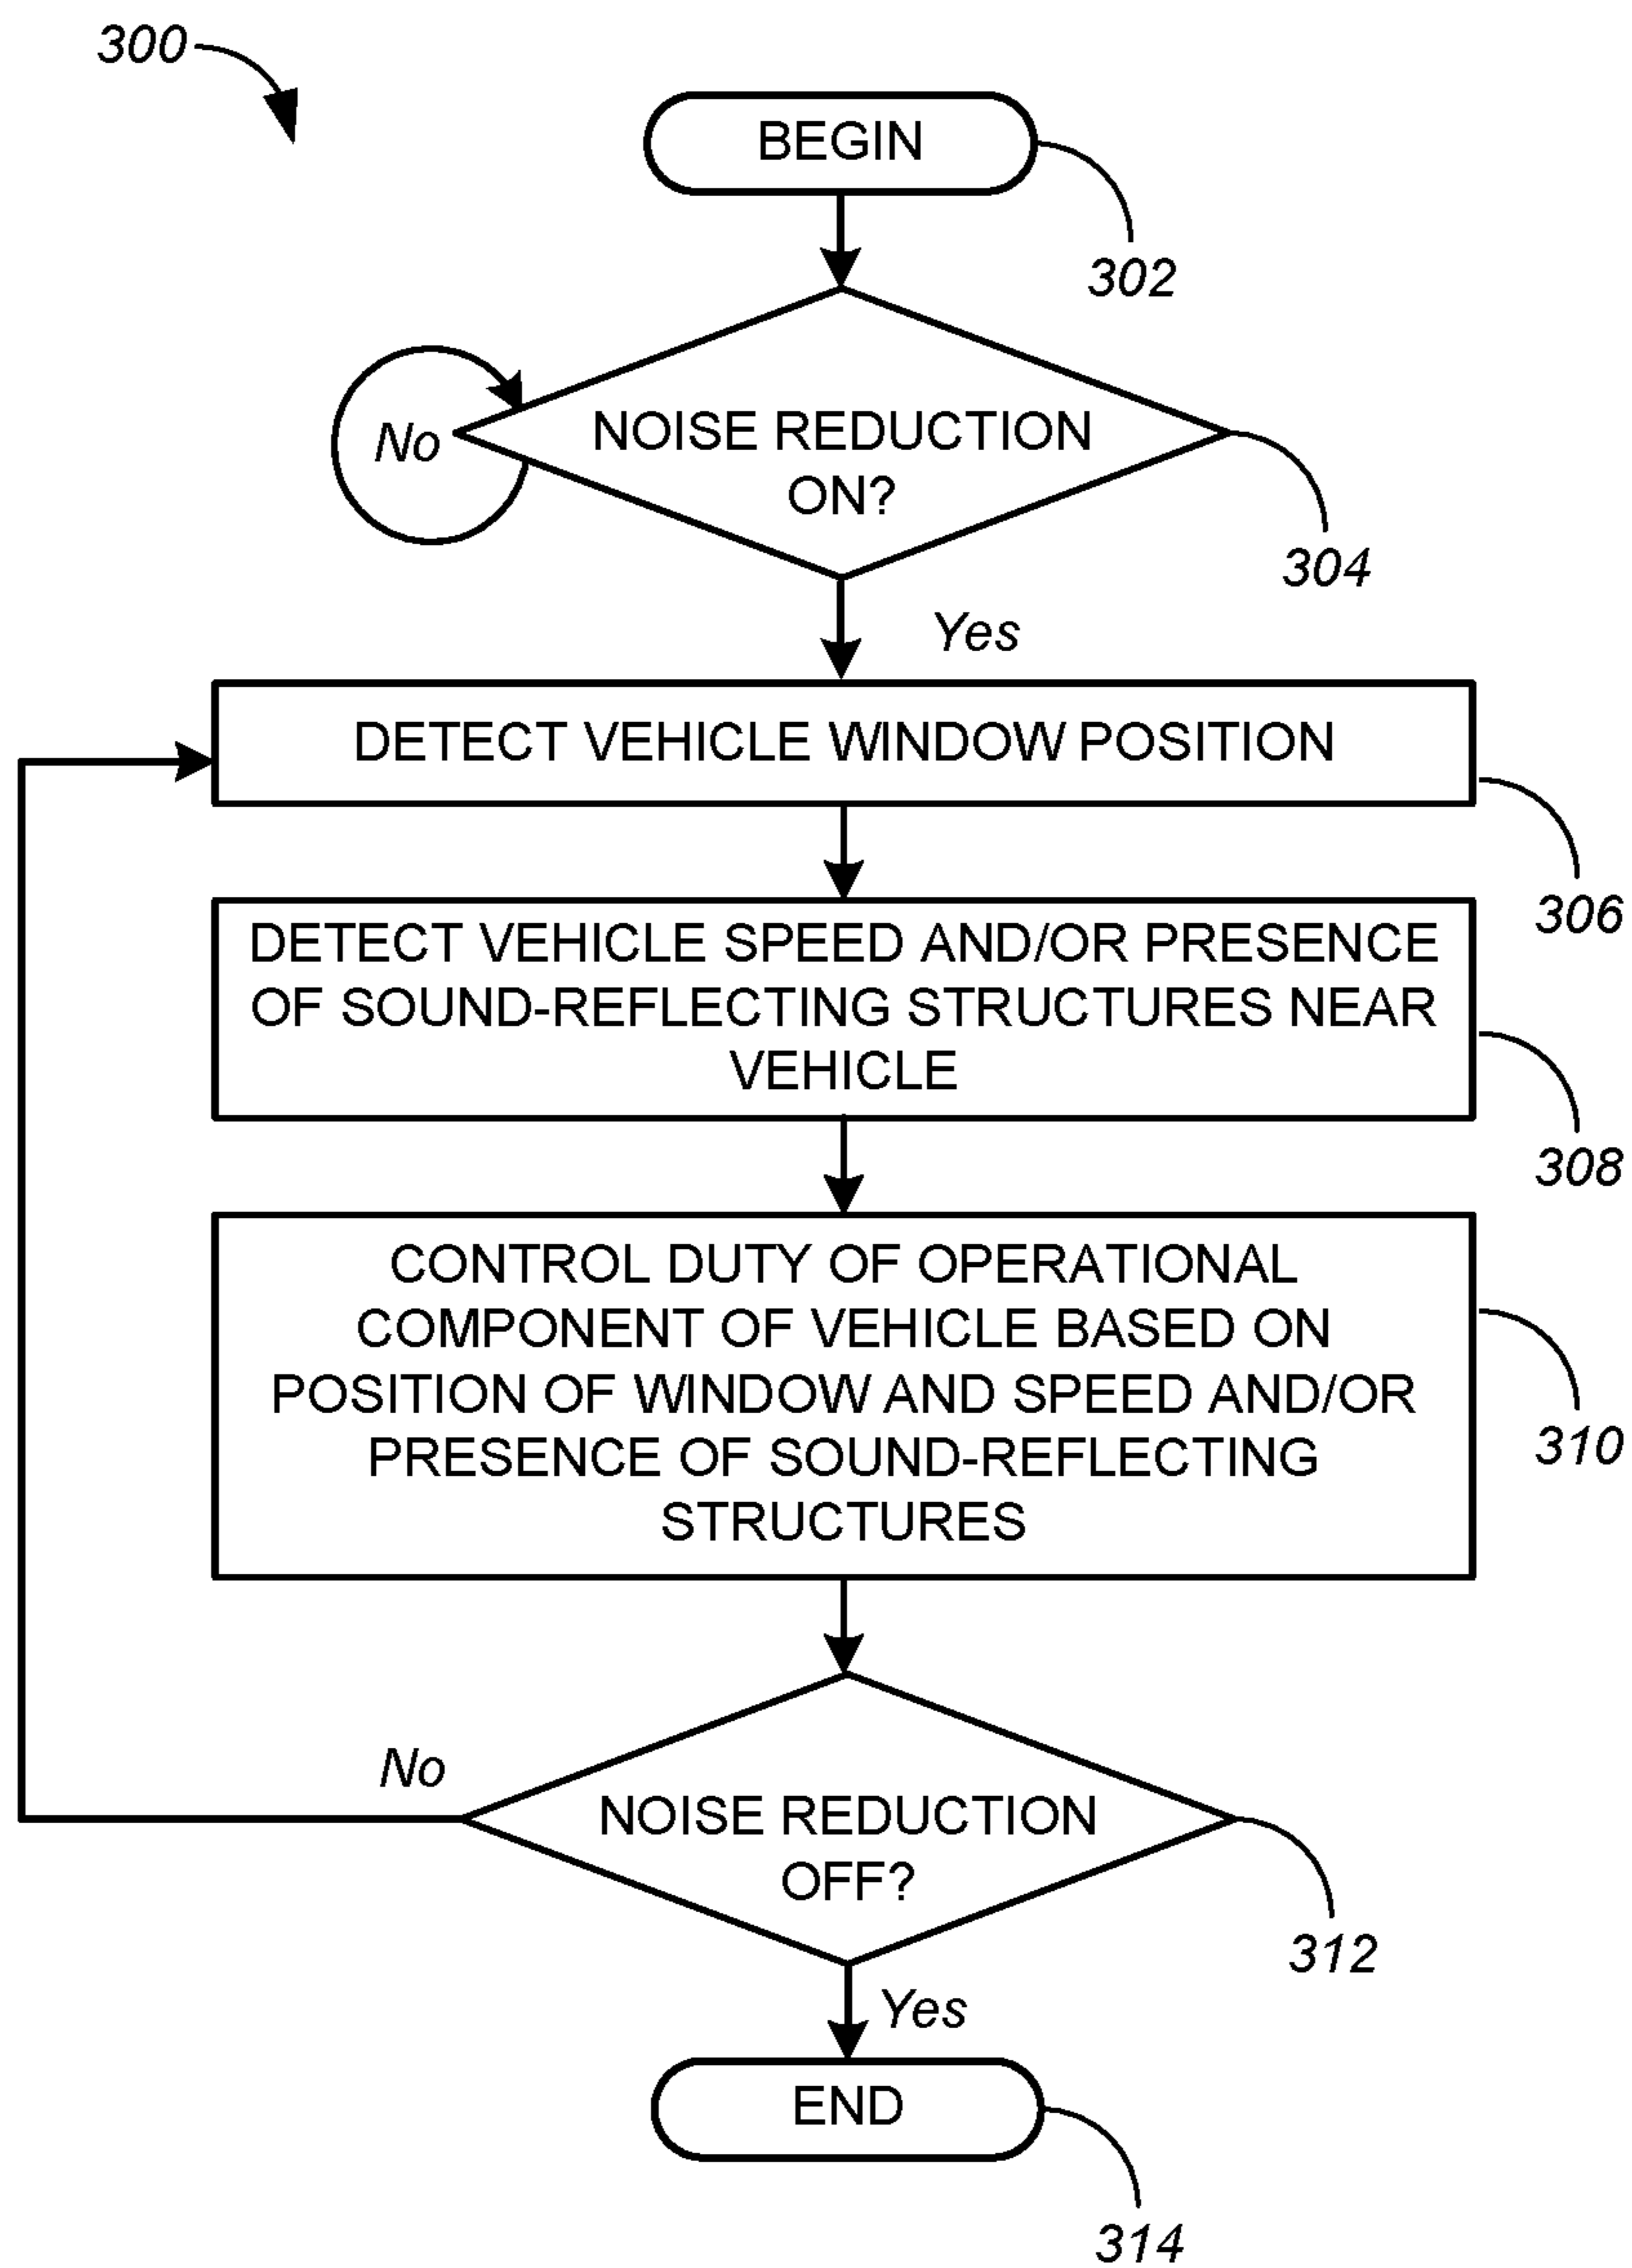 300
BEGIN
302
NOISE REDUCTION
ON?
No
304
Yes
DETECT VEHICLE WINDOW POSITION
306
DETECT VEHICLE SPEED AND/OR PRESENCE
OF SOUND-REFLECTING STRUCTURES NEAR
VEHICLE
308
CONTROL DUTY OF OPERATIONAL
COMPONENT OF VEHICLE BASED ON
POSITION OF WINDOW AND SPEED AND/OR
PRESENCE OF SOUND-REFLECTING
STRUCTURES
310
No
NOISE REDUCTION
OFF?
312
Yes
END
314